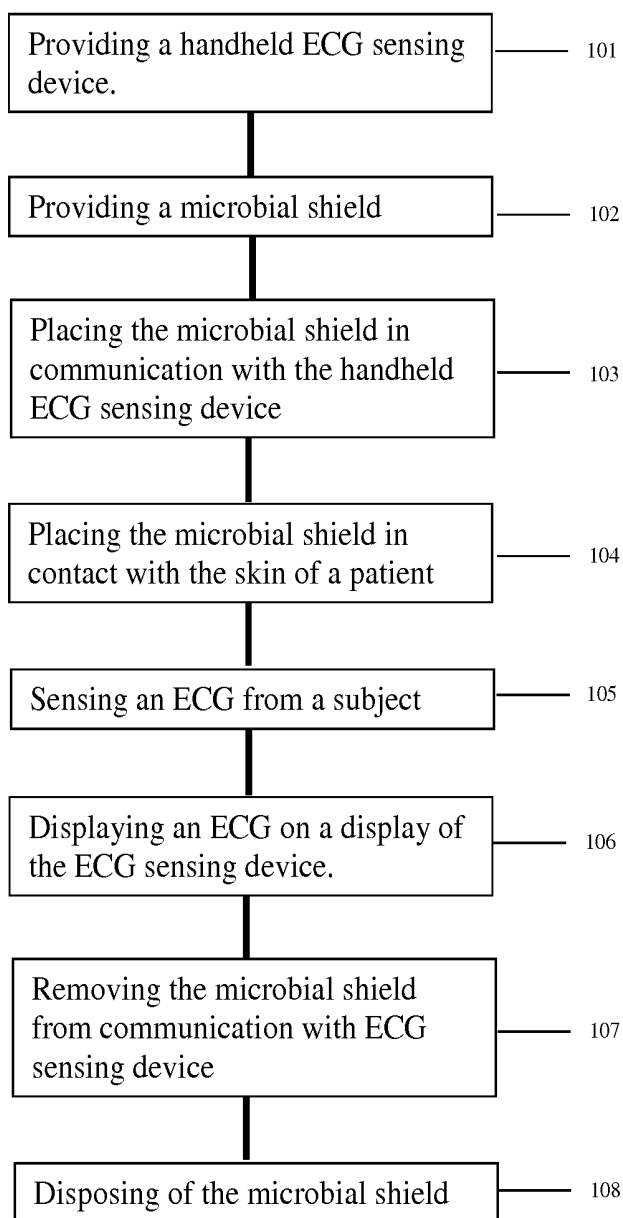 Providing a handheld ECG sensing
device.
101
Providing a microbial shield
102
Placing the microbial shield in
communication with the handheld
ECG sensing device
103
Placing the microbial shield in
contact with the skin of a patient
104
Sensing an ECG from a subject
105
Displaying an ECG on a display of
the ECG sensing device.
106
Removing the microbial shield
from communication with ECG
sensing device
107
Disposing of the microbial shield
108